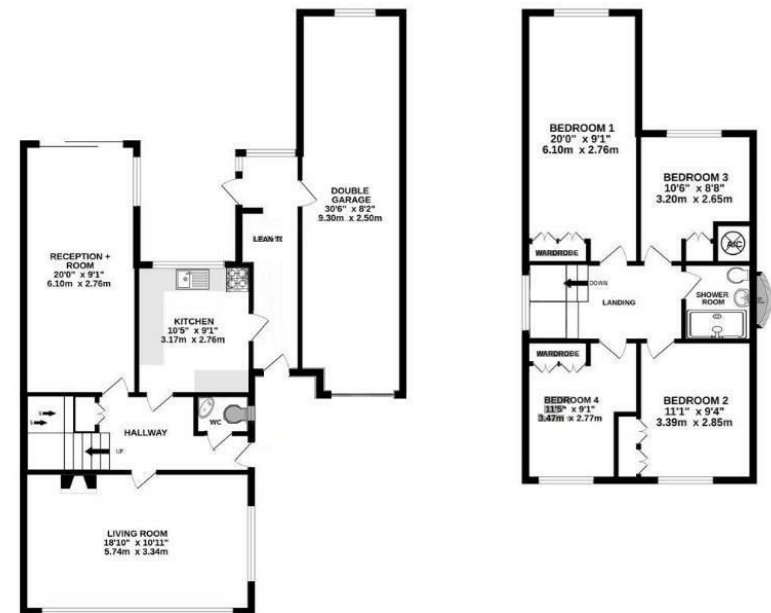 RECEPTION +
ROOM
20'0" x 9'1"
6.10m x 2.76m
KITCHEN
10'5" x 9'1"
3.17m x 2.76m
LEAN TO
DOUBLE
GARAGE
30'6" x 8'2"
9.30m x 2.50m
HALLWAY
UP
WC
LIVING ROOM
18'10" x 10'11"
5.74m x 3.34m
BEDROOM 1
20'0" x 9'1"
6.10m x 2.76m
WARDROBE
BEDROOM 3
10'6" x 8'8"
3.20m x 2.65m
A/C
DOWN
LANDING
SHOWER
ROOM
WARDROBE
BEDROOM 4
11'5" x 9'1"
3.47m x 2.77m
BEDROOM 2
11'1" x 9'4"
3.39m x 2.85m